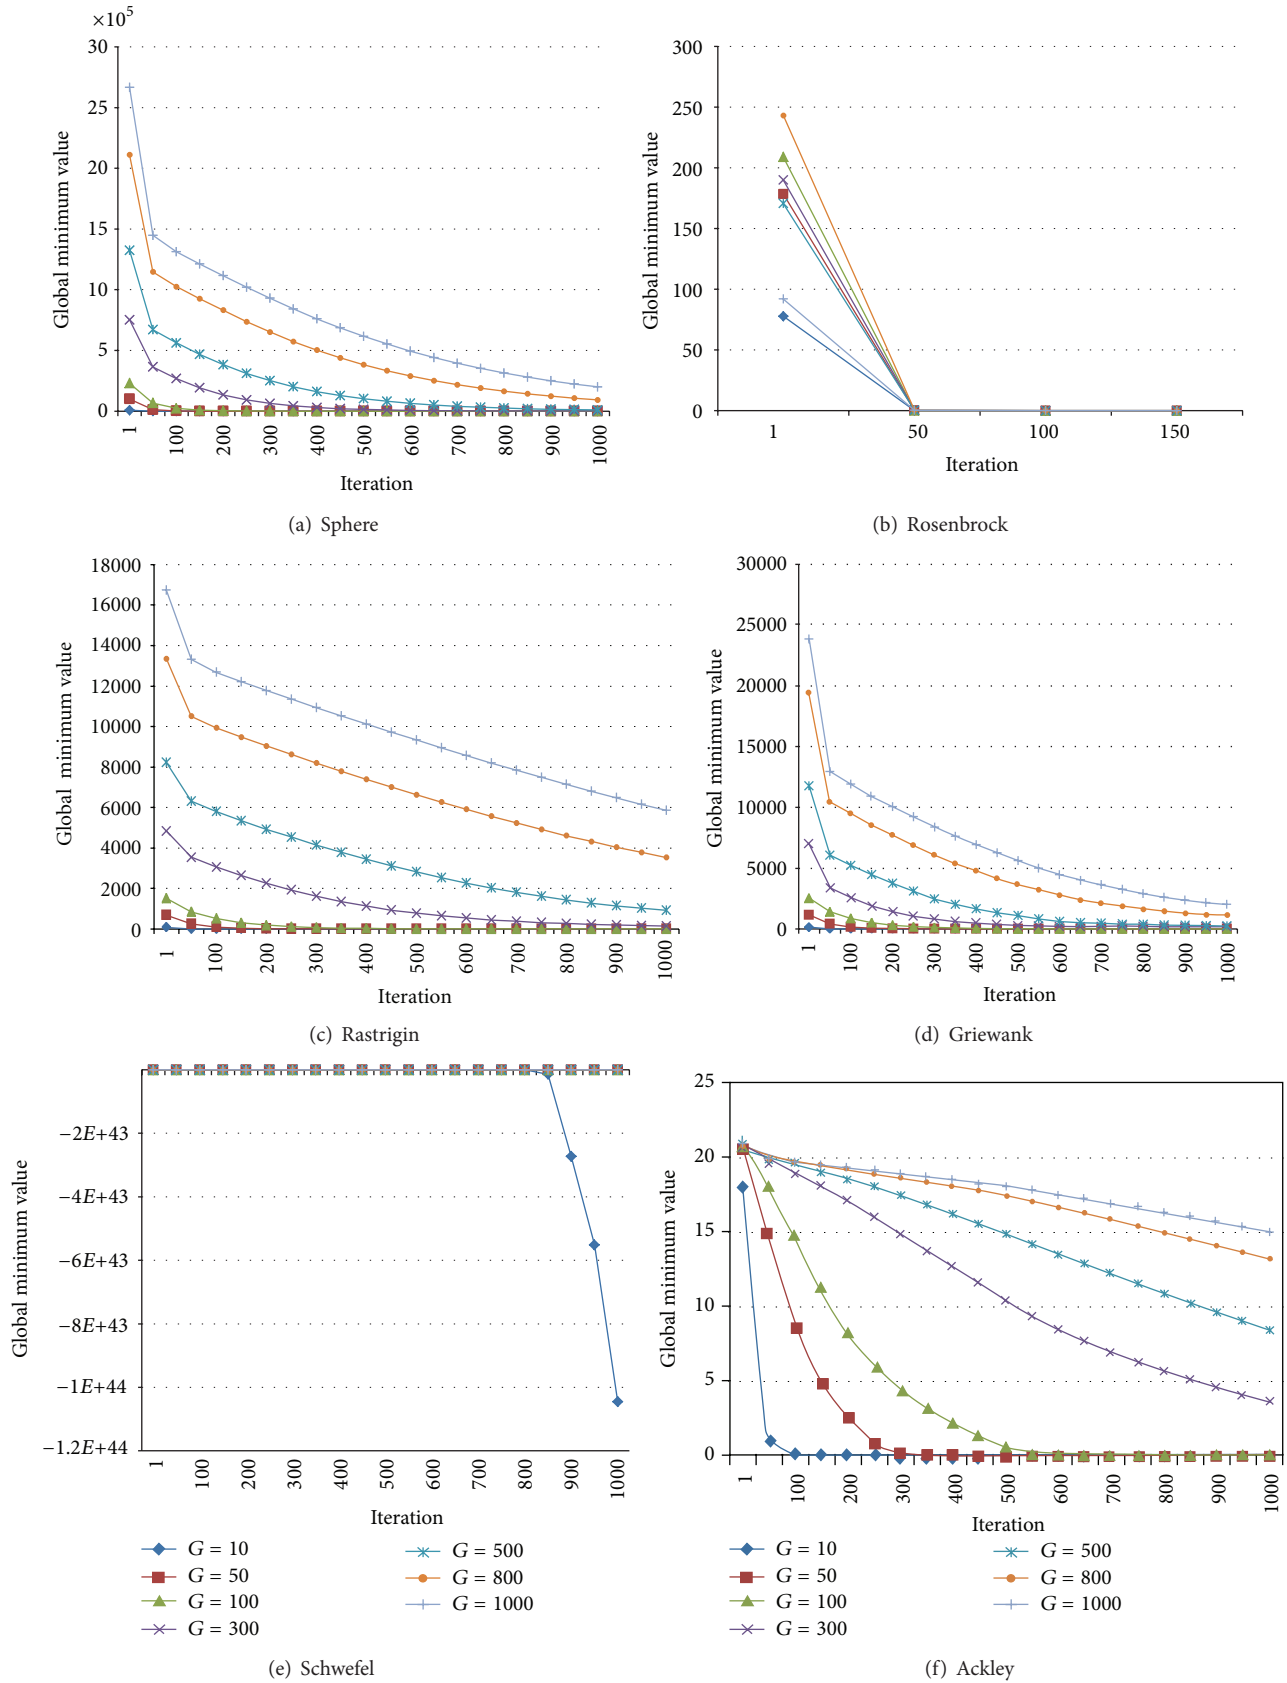 ×10⁵
30
25
20
15
10
5
0
Global minimum value
1 100 200 300 400 500 600 700 800 900 1000
Iteration
(a) Sphere
300
250
200
150
100
50
0
Global minimum value
1 50 100 150
Iteration
(b) Rosenbrock
18000
16000
14000
12000
10000
8000
6000
4000
2000
0
Global minimum value
1 100 200 300 400 500 600 700 800 900 1000
Iteration
(c) Rastrigin
30000
25000
20000
15000
10000
5000
0
Global minimum value
1 100 200 300 400 500 600 700 800 900 1000
Iteration
(d) Griewank
−2E+43
−4E+43
−6E+43
−8E+43
−1E+44
−1.2E+44
Global minimum value
1 100 200 300 400 500 600 700 800 900 1000
Iteration
G = 10
G = 50
G = 100
G = 300
G = 500
G = 800
G = 1000
(e) Schwefel
25
20
15
10
5
0
Global minimum value
1 100 200 300 400 500 600 700 800 900 1000
Iteration
G = 10
G = 50
G = 100
G = 300
G = 500
G = 800
G = 1000
(f) Ackley